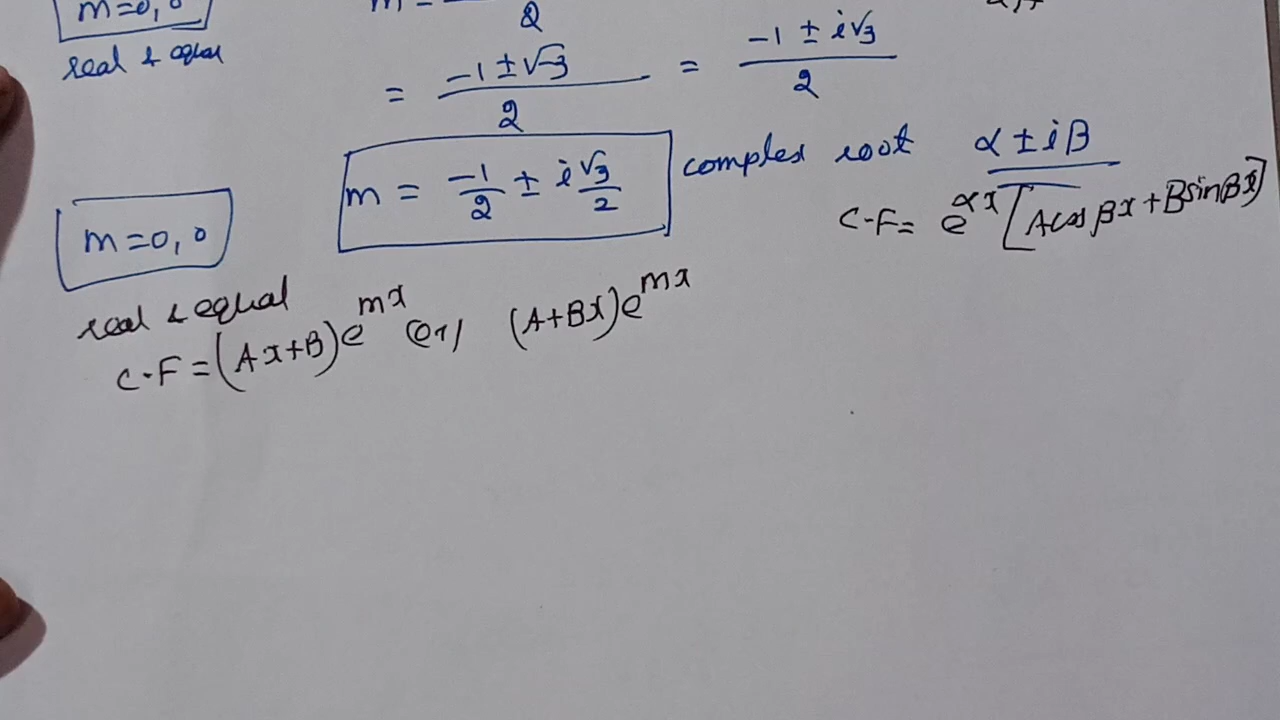 m=0,0
real & equal
2
= -1 ± √-3 / 2 = -1 ± i√3 / 2
m = -1/2 ± i √3/2 complex root α ± iβ
C.F = e^αx [A cos βx + B sin βx]
m=0,0
real & equal
C.F = (Ax+B)e^mx (or) (A+Bx)e^mx